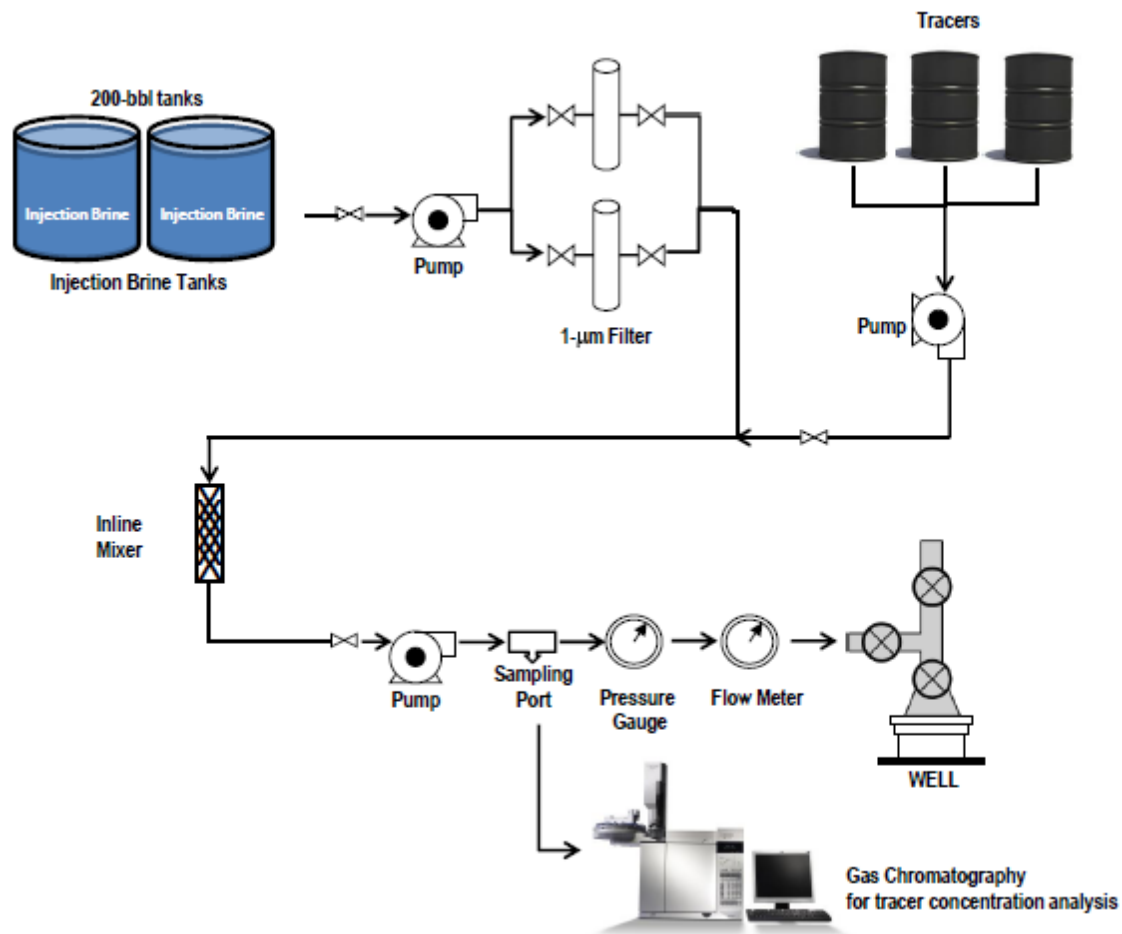 Tracers
200-bbl tanks
Injection Brine
Injection Brine
Injection Brine Tanks
Pump
1-µm Filter
Pump
Inline
Mixer
Pump
Sampling
Port
Pressure
Gauge
Flow Meter
WELL
Gas Chromatography
for tracer concentration analysis